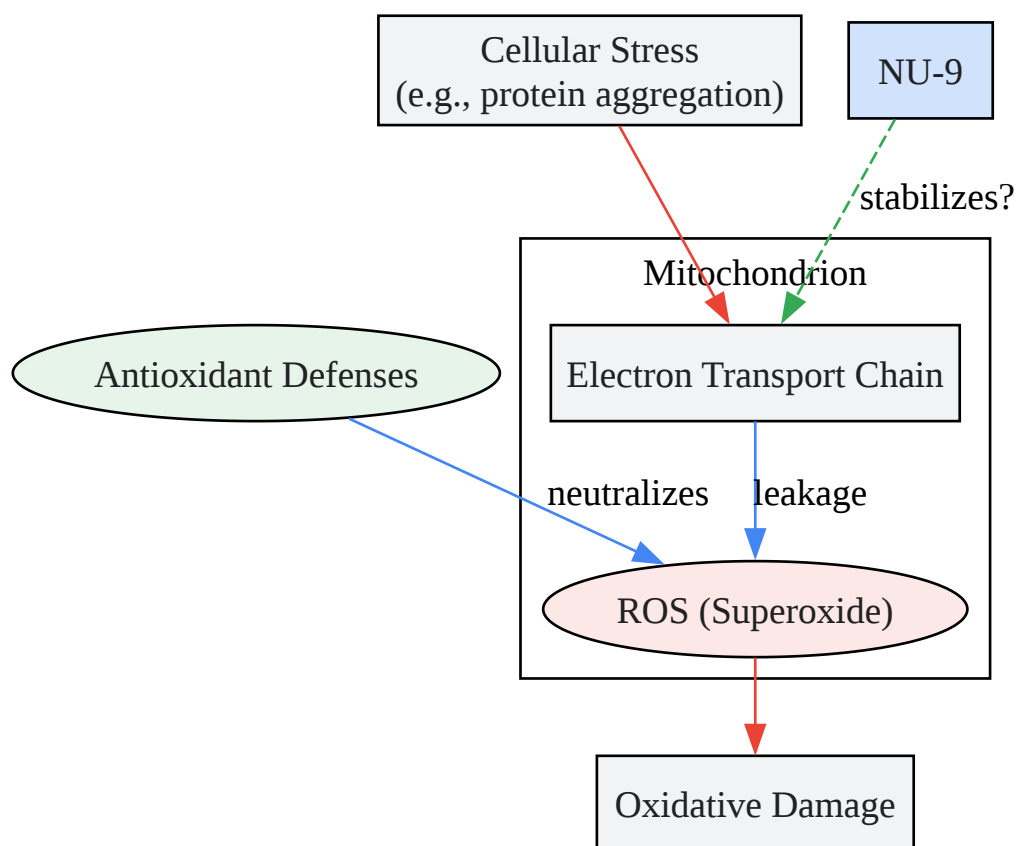 Cellular Stress
(e.g., protein aggregation)
NU-9
stabilizes?
Mitochondrion
Antioxidant Defenses
Electron Transport Chain
neutralizes
leakage
ROS (Superoxide)
Oxidative Damage